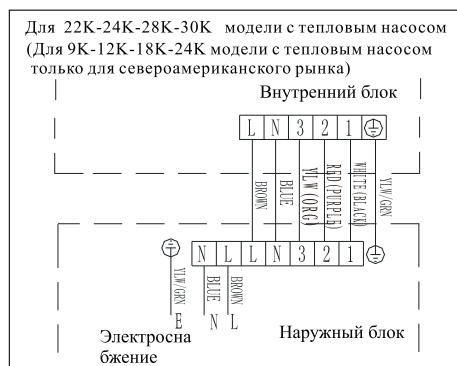 Для 22K-24K-28K-30K модели с тепловым насосом
(Для 9K-12K-18K-24K модели с тепловым насосом
только для североамериканского рынка)
Внутренний блок
L N 3 2 1
BROWN
BLUE
YLW(ORG)
RED(PURPLE)
WHITE(BLACK)
YLW/GRN
N L L N 3 2 1
YLW/GRN
BLUE
BROWN
E N L
Электросна
бжение
Наружный блок